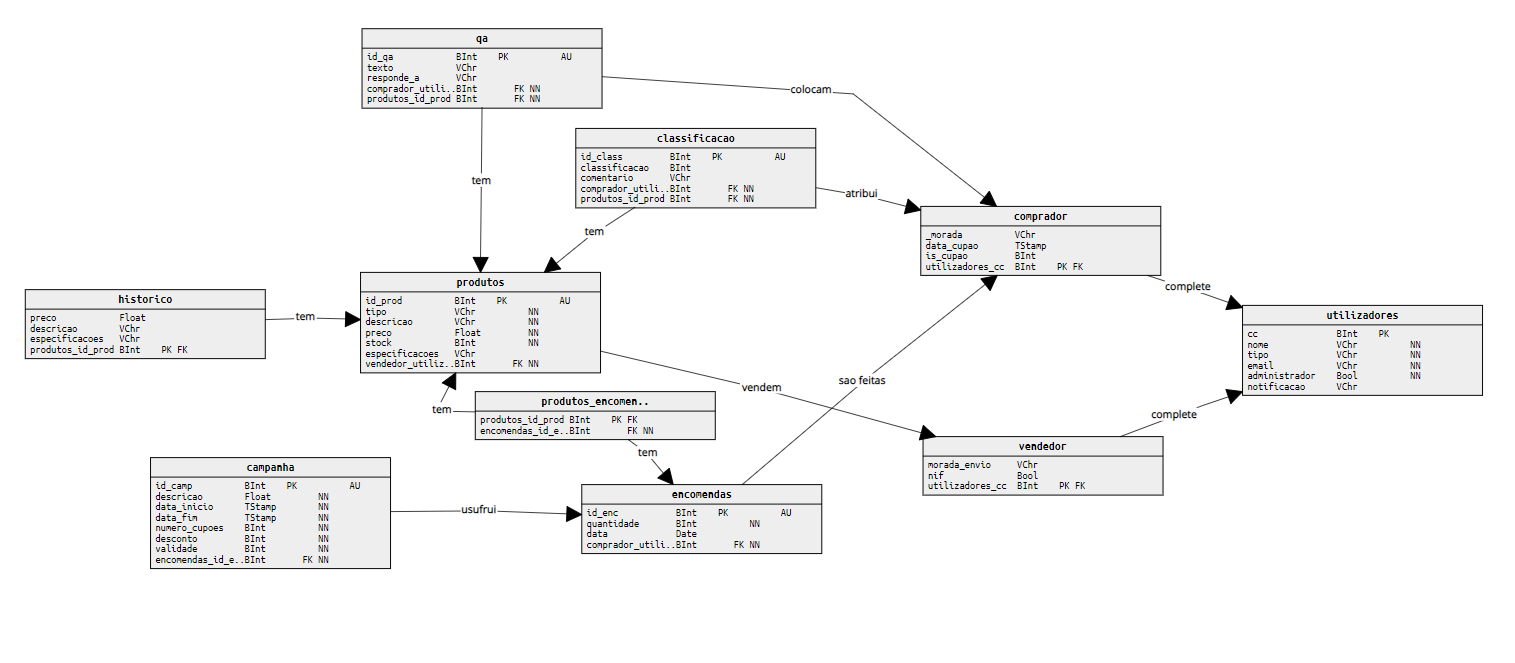 qa
id_qa BInt PK AU
texto VChr
responde_a VChr
comprador_utili..BInt FK NN
produtos_id_prod BInt FK NN
colocam
tem
classificacao
id_class BInt PK AU
classificacao BInt
comentario VChr
comprador_utili..BInt FK NN
produtos_id_prod BInt FK NN
atribui
tem
comprador
_morada VChr
data_cupao TStamp
is_cupao BInt
utilizadores_cc BInt PK FK
complete
historico
preco Float
descricao VChr
especificacoes VChr
produtos_id_prod BInt PK FK
tem
produtos
id_prod BInt PK AU
tipo VChr NN
descricao VChr NN
preco Float NN
stock BInt NN
especificacoes VChr
vendedor_utiliz..BInt FK NN
vendem
sao feitas
utilizadores
cc BInt PK
nome VChr NN
tipo VChr NN
email VChr NN
administrador Bool NN
notificacao VChr
complete
tem
produtos_encomen..
produtos_id_prod BInt PK FK
encomendas_id_e..BInt FK NN
tem
vendedor
morada_envio VChr
nif Bool
utilizadores_cc BInt PK FK
campanha
id_camp BInt PK AU
descricao Float NN
data_inicio TStamp NN
data_fim TStamp NN
numero_cupoes BInt NN
desconto BInt NN
validade BInt NN
encomendas_id_e..BInt FK NN
usufrui
encomendas
id_enc BInt PK AU
quantidade BInt NN
data Date
comprador_utili..BInt FK NN